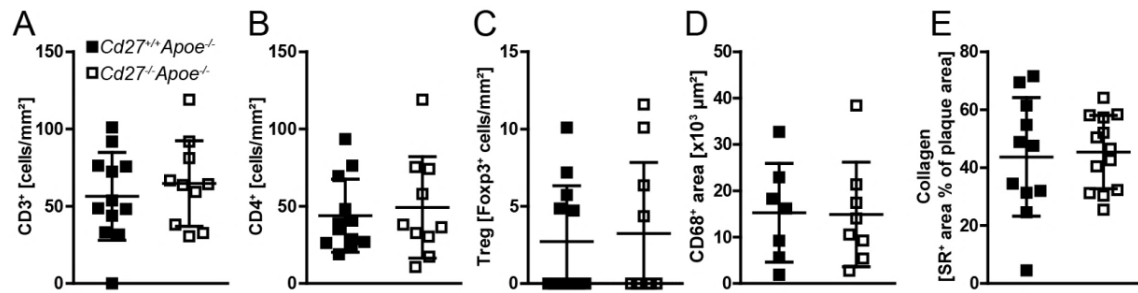 A
■Cd27+/+Apoe-/-
□Cd27-/-Apoe-/-
CD3+ [cells/mm²]
150
100
50
0
B
CD4+ [cells/mm²]
150
100
50
0
C
Treg [Foxp3+ cells/mm²]
15
10
5
0
D
CD68+ area [x10³ µm²]
50
40
30
20
10
0
E
Collagen
[SR+ area % of plaque area]
80
60
40
20
0